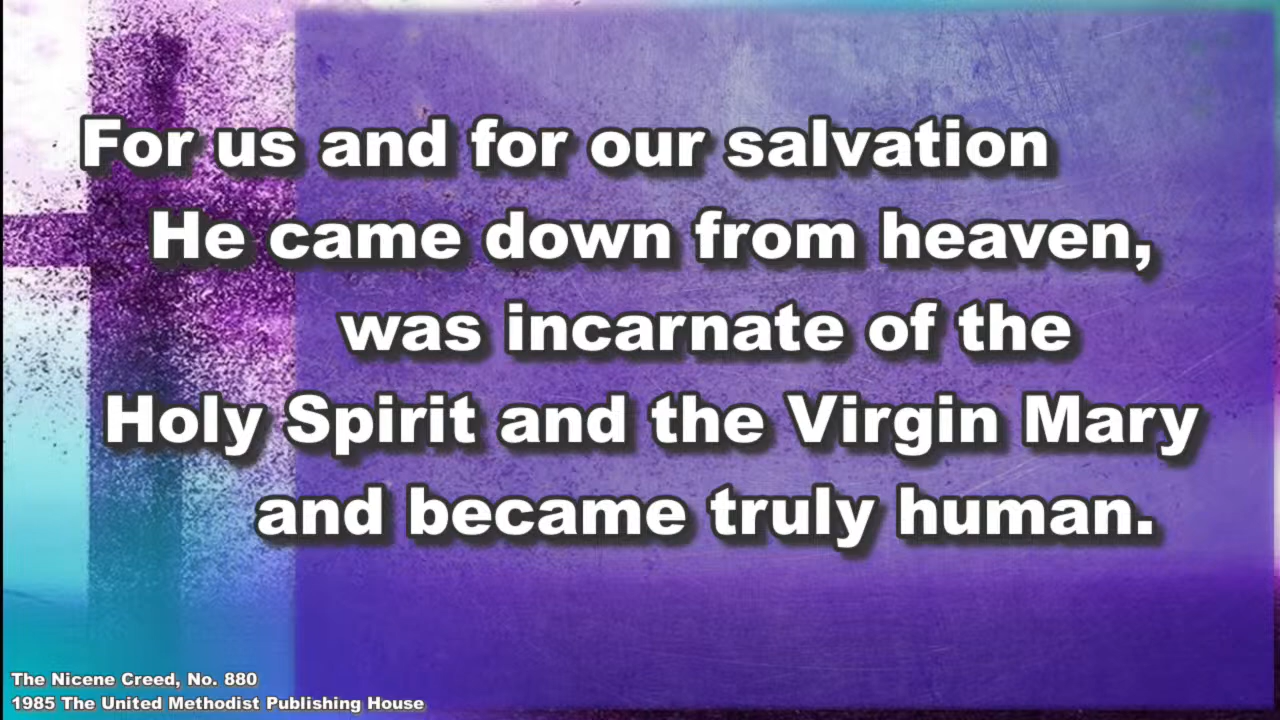 For us and for our salvation
He came down from heaven,
was incarnate of the
Holy Spirit and the Virgin Mary
and became truly human.
The Nicene Creed, No. 880
1985 The United Methodist Publishing House